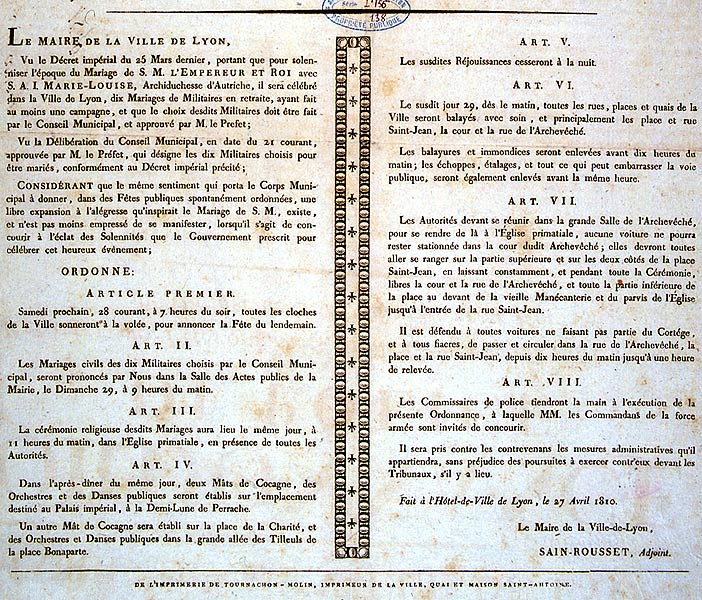 Série I²156
138
PROPRIÉTÉ PUBLIQUE
LE MAIRE DE LA VILLE DE LYON,
Vu le Décret impérial du 25 Mars dernier, portant que pour solen-
niser l'époque du Mariage de S. M. L'EMPEREUR ET ROI avec
S. A. I. MARIE-LOUISE, Archiduchesse d'Autriche, il sera célébré
dans la Ville de Lyon, dix Mariages de Militaires en retraite, ayant fait
au moins une campagne, et que le choix desdits Militaires doit être fait
par le Conseil Municipal, et approuvé par M. le Prefet;
Vu la Délibération du Conseil Municipal, en date du 21 courant,
approuvée par M. le Préfet, qui désigne les dix Militaires choisis pour
être mariés, conformément au Décret impérial précité;
CONSIDÉRANT que le même sentiment qui porta le Corps Muni-
cipal à donner, dans des Fêtes publiques spontanément ordonnées, une
libre expansion à l'alégresse qu'inspirait le Mariage de S. M., existe,
et n'est pas moins empressé de se manifester, lorsqu'il s'agit de con-
courir à l'éclat des Solennités que le Gouvernement prescrit pour
célébrer cet heureux événement;
ORDONNE:
ARTICLE PREMIER.
Samedi prochain, 28 courant, à 7 heures du soir, toutes les cloches
de la Ville sonneront à la volée, pour annoncer la Fête du lendemain.
ART. II.
Les Mariages civils des dix Militaires choisis par le Conseil Muni-
cipal, seront prononcés par Nous dans la Salle des Actes publics de la
Mairie, le Dimanche 29, à 9 heures du matin.
ART. III.
La cérémonie religieuse desdits Mariages aura lieu le même jour, à
11 heures du matin, dans l'Eglise primatiale, en présence de toutes les
Autorités.
ART. IV.
Dans l'après-dîner du même jour, deux Mâts de Cocagne, des
Orchestres et des Danses publiques seront établis sur l'emplacement
destiné au Palais impérial, à la Demi-Lune de Perrache.
Un autre Mât de Cocagne sera établi sur la place de la Charité, et
des Orchestres et Danses publiques dans la grande allée des Tilleuls de
la place Bonaparte.
ART. V.
Les susdites Réjouissances cesseront à la nuit.
ART. VI.
Le susdit jour 29, dès le matin, toutes les rues, places et quais de la
Ville seront balayés avec soin, et principalement les place et rue
Saint-Jean, la cour et la rue de l'Archevêché.
Les balayures et immondices seront enlevées avant dix heures du
matin; les échoppes, étalages, et tout ce qui peut embarrasser la voie
publique, seront également enlevés avant la même heure.
ART. VII.
Les Autorités devant se réunir dans la grande Salle de l'Archevêché,
pour se rendre de là à l'Eglise primatiale, aucune voiture ne pourra
rester stationnée dans la cour dudit Archevêché; elles devront toutes
aller se ranger sur la partie supérieure et sur les deux côtés de la place
Saint-Jean, en laissant constamment, et pendant toute la Cérémonie,
libres la cour et la rue de l'Archevêché, et toute la partie inférieure de
la place au devant de la vieille Manécanterie et du parvis de l'Eglise
jusqu'à l'entrée de la rue Saint-Jean.
Il est défendu à toutes voitures ne faisant pas partie du Cortége,
et à tous fiacres, de passer et circuler dans la rue de l'Archevêché, la
place et la rue Saint-Jean, depuis dix heures du matin jusqu'à une heure
de relevée.
ART. VIII.
Les Commissaires de police tiendront la main à l'exécution de la
présente Ordonnance, à laquelle MM. les Commandans de la force
armée sont invités de concourir.
Il sera pris contre les contrevenans les mesures administratives qu'il
appartiendra, sans préjudice des poursuites à exercer contr'eux devant les
Tribunaux, s'il y a lieu.
Fait à l'Hôtel-de-Ville de Lyon, le 27 Avril 1810.
Le Maire de la Ville-de-Lyon,
SAIN-ROUSSET, Adjoint.
DE L'IMPRIMERIE DE TOURNACHON-MOLIN, IMPRIMEUR DE LA VILLE, QUAI ET MAISON SAINT-ANTOINE.